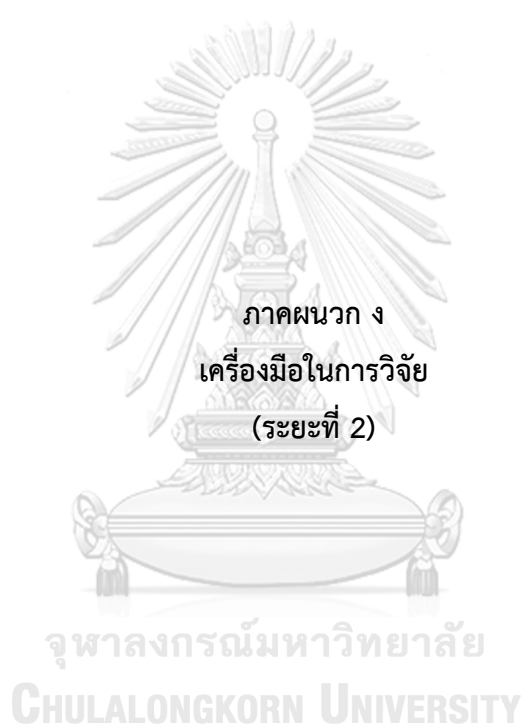 ภาคผนวก ง
เครื่องมือในการวิจัย
(ระยะที่ 2)
จุฬาลงกรณ์มหาวิทยาลัย
CHULALONGKORN UNIVERSITY